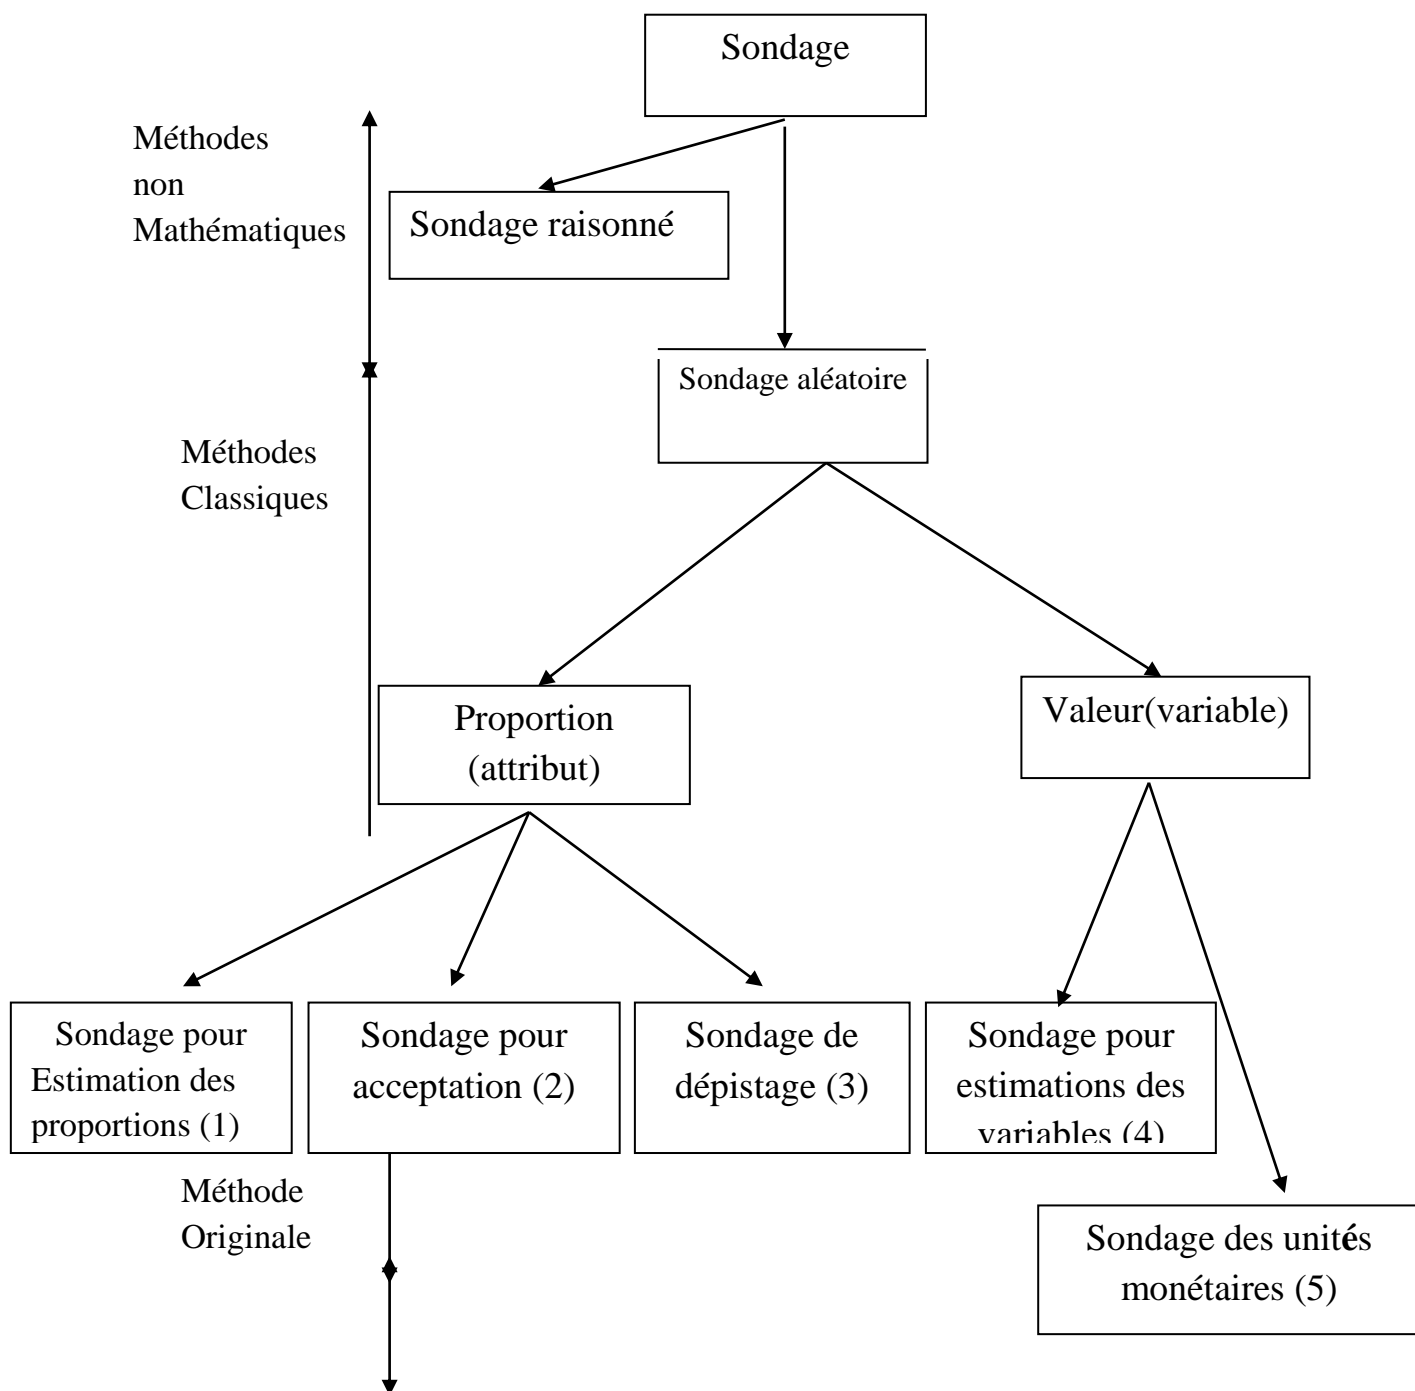 Sondage
Méthodes
non
Mathématiques
Sondage raisonné
Sondage aléatoire
Méthodes
Classiques
Proportion
(attribut)
Valeur(variable)
Sondage pour
Estimation des
proportions (1)
Sondage pour
acceptation (2)
Sondage de
dépistage (3)
Sondage pour
estimations des
variables (4)
Méthode
Originale
Sondage des unités
monétaires (5)